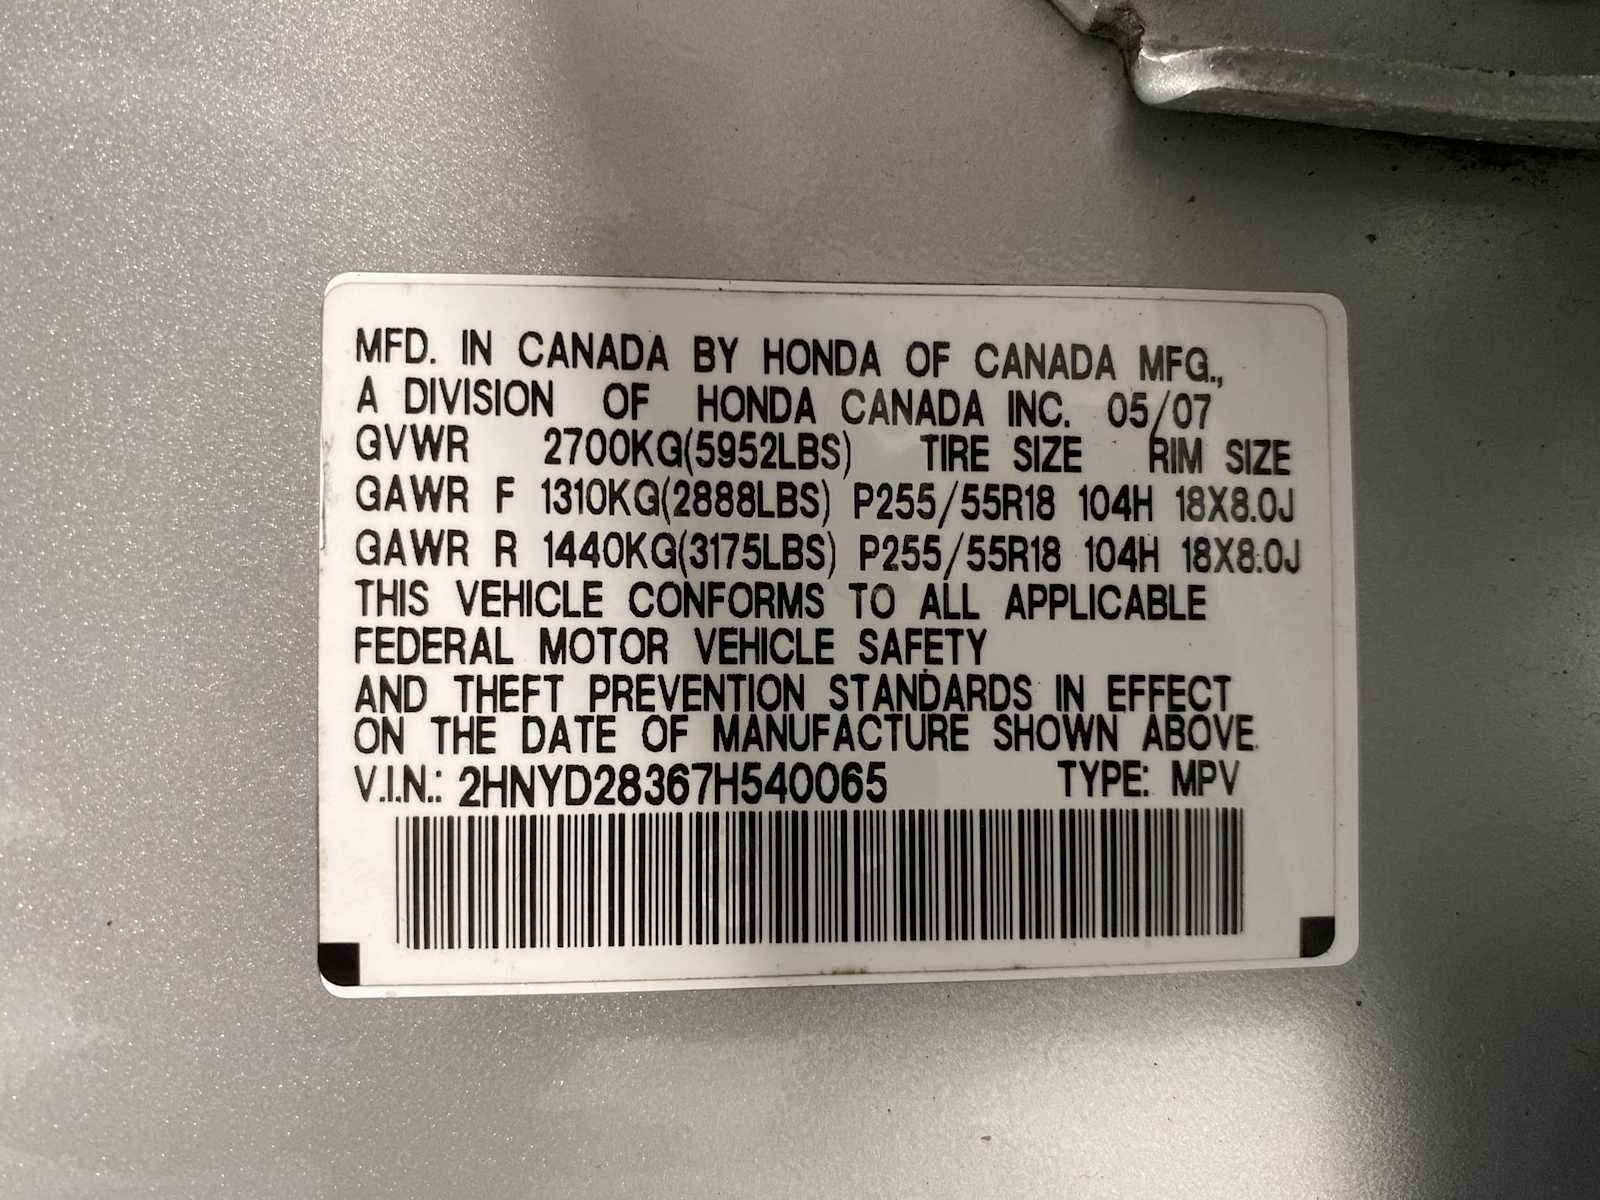 MFD. IN CANADA BY HONDA OF CANADA MFG.,
A DIVISION OF HONDA CANADA INC. 05/07
GVWR 2700KG(5952LBS) TIRE SIZE RIM SIZE
GAWR F 1310KG(2888LBS) P255/55R18 104H 18X8.0J
GAWR R 1440KG(3175LBS) P255/55R18 104H 18X8.0J
THIS VEHICLE CONFORMS TO ALL APPLICABLE
FEDERAL MOTOR VEHICLE SAFETY
AND THEFT PREVENTION STANDARDS IN EFFECT
ON THE DATE OF MANUFACTURE SHOWN ABOVE.
V.I.N.: 2HNYD28367H540065 TYPE: MPV